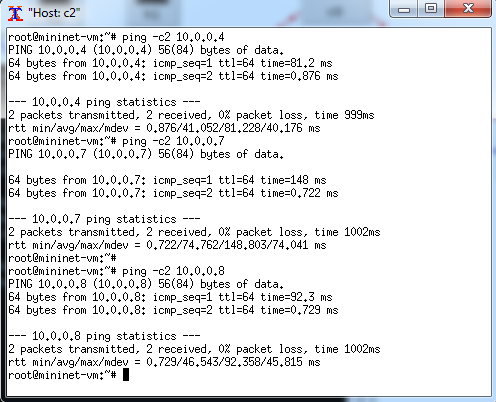 "Host: c2"
root@mininet-vm:~# ping -c2 10.0.0.4
PING 10.0.0.4 (10.0.0.4) 56(84) bytes of data.
64 bytes from 10.0.0.4: icmp_seq=1 ttl=64 time=81.2 ms
64 bytes from 10.0.0.4: icmp_seq=2 ttl=64 time=0.876 ms
--- 10.0.0.4 ping statistics ---
2 packets transmitted, 2 received, 0% packet loss, time 999ms
rtt min/avg/max/mdev = 0.876/41.052/81.228/40.176 ms
root@mininet-vm:~# ping -c2 10.0.0.7
PING 10.0.0.7 (10.0.0.7) 56(84) bytes of data.
64 bytes from 10.0.0.7: icmp_seq=1 ttl=64 time=148 ms
64 bytes from 10.0.0.7: icmp_seq=2 ttl=64 time=0.722 ms
--- 10.0.0.7 ping statistics ---
2 packets transmitted, 2 received, 0% packet loss, time 1002ms
rtt min/avg/max/mdev = 0.722/74.762/148.803/74.041 ms
root@mininet-vm:~#
root@mininet-vm:~# ping -c2 10.0.0.8
PING 10.0.0.8 (10.0.0.8) 56(84) bytes of data.
64 bytes from 10.0.0.8: icmp_seq=1 ttl=64 time=92.3 ms
64 bytes from 10.0.0.8: icmp_seq=2 ttl=64 time=0.729 ms
--- 10.0.0.8 ping statistics ---
2 packets transmitted, 2 received, 0% packet loss, time 1002ms
rtt min/avg/max/mdev = 0.729/46.543/92.358/45.815 ms
root@mininet-vm:~#